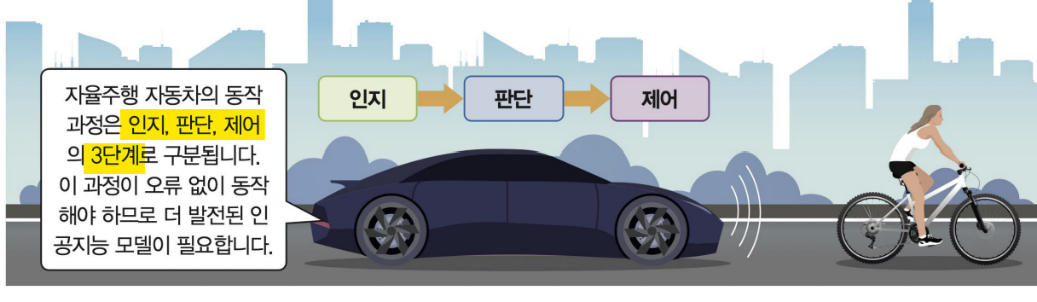 자율주행 자동차의 동작
과정은 인지, 판단, 제어
의 3단계로 구분됩니다.
이 과정이 오류 없이 동작
해야 하므로 더 발전된 인
공지능 모델이 필요합니다.
인지
판단
제어